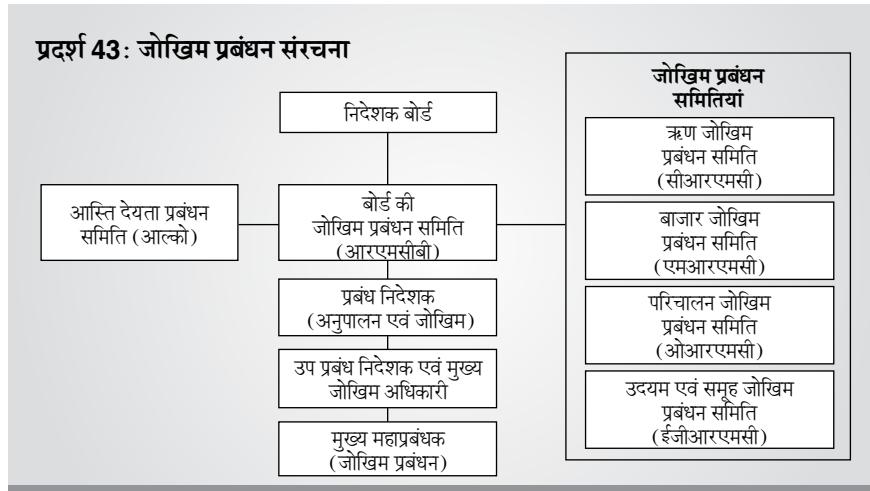 प्रदर्श 43: जोखिम प्रबंधन संरचना
निदेशक बोर्ड
आस्ति देयता प्रबंधन
समिति (आल्को)
बोर्ड की
जोखिम प्रबंधन समिति
(आरएमसीबी)
प्रबंध निदेशक
(अनुपालन एवं जोखिम)
उप प्रबंध निदेशक एवं मुख्य
जोखिम अधिकारी
मुख्य महाप्रबंधक
(जोखिम प्रबंधन)
जोखिम प्रबंधन
समितियां
ऋण जोखिम
प्रबंधन समिति
(सीआरएमसी)
बाजार जोखिम
प्रबंधन समिति
(एमआरएमसी)
परिचालन जोखिम
प्रबंधन समिति
(ओआरएमसी)
उदयम एवं समूह जोखिम
प्रबंधन समिति
(ईजीआरएमसी)